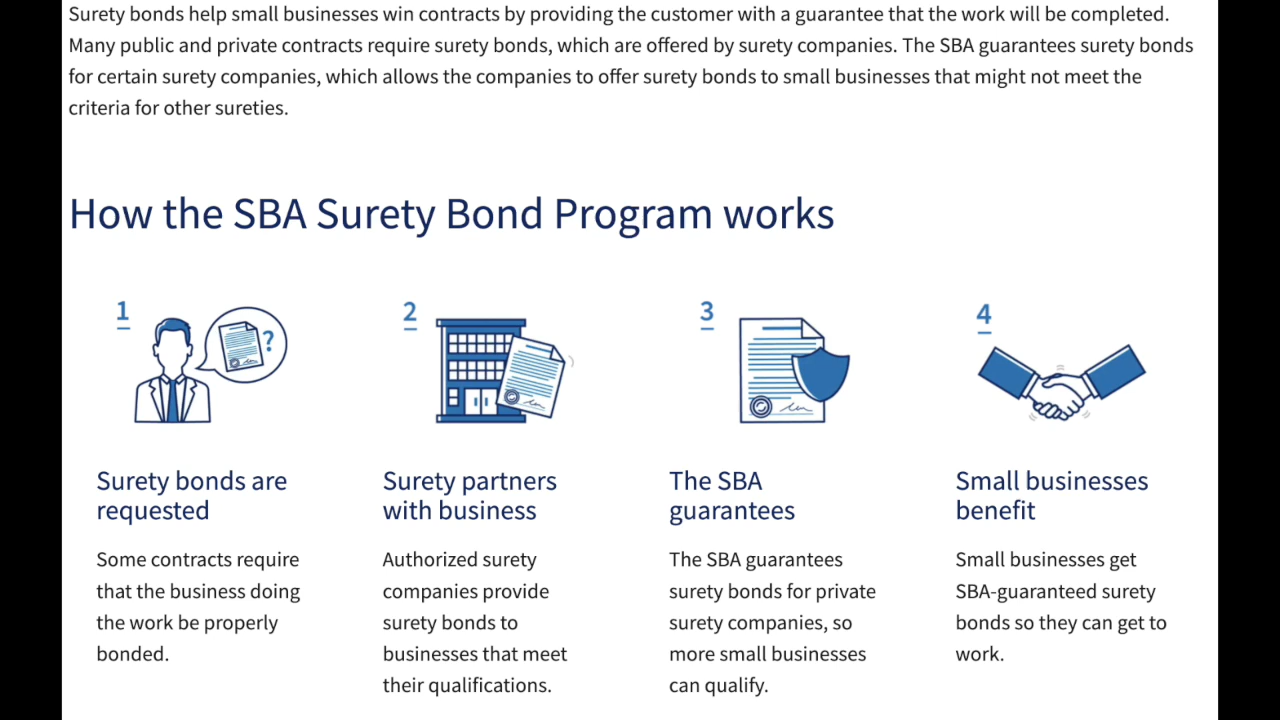 Surety bonds help small businesses win contracts by providing the customer with a guarantee that the work will be completed.
Many public and private contracts require surety bonds, which are offered by surety companies. The SBA guarantees surety bonds
for certain surety companies, which allows the companies to offer surety bonds to small businesses that might not meet the
criteria for other sureties.
How the SBA Surety Bond Program works
1
?
Surety bonds are
requested
Some contracts require
that the business doing
the work be properly
bonded.
2
Surety partners
with business
Authorized surety
companies provide
surety bonds to
businesses that meet
their qualifications.
3
The SBA
guarantees
The SBA guarantees
surety bonds for private
surety companies, so
more small businesses
can qualify.
4
Small businesses
benefit
Small businesses get
SBA-guaranteed surety
bonds so they can get to
work.